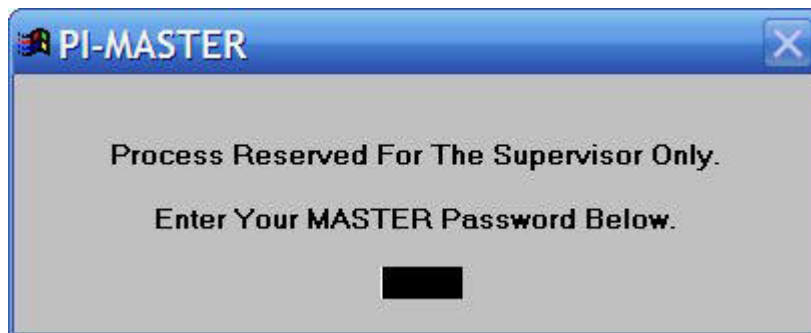 PI-MASTER
Process Reserved For The Supervisor Only.
Enter Your MASTER Password Below.